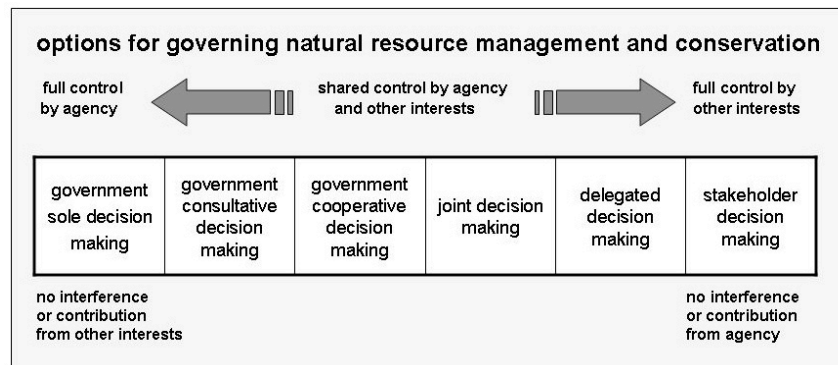 options for governing natural resource management and conservation
full control
by agency
shared control by agency
and other interests
full control by
other interests
government
sole decision
making
government
consultative
decision
making
government
cooperative
decision
making
joint decision
making
delegated
decision
making
stakeholder
decision
making
no interference
or contribution
from other interests
no interference
or contribution
from agency